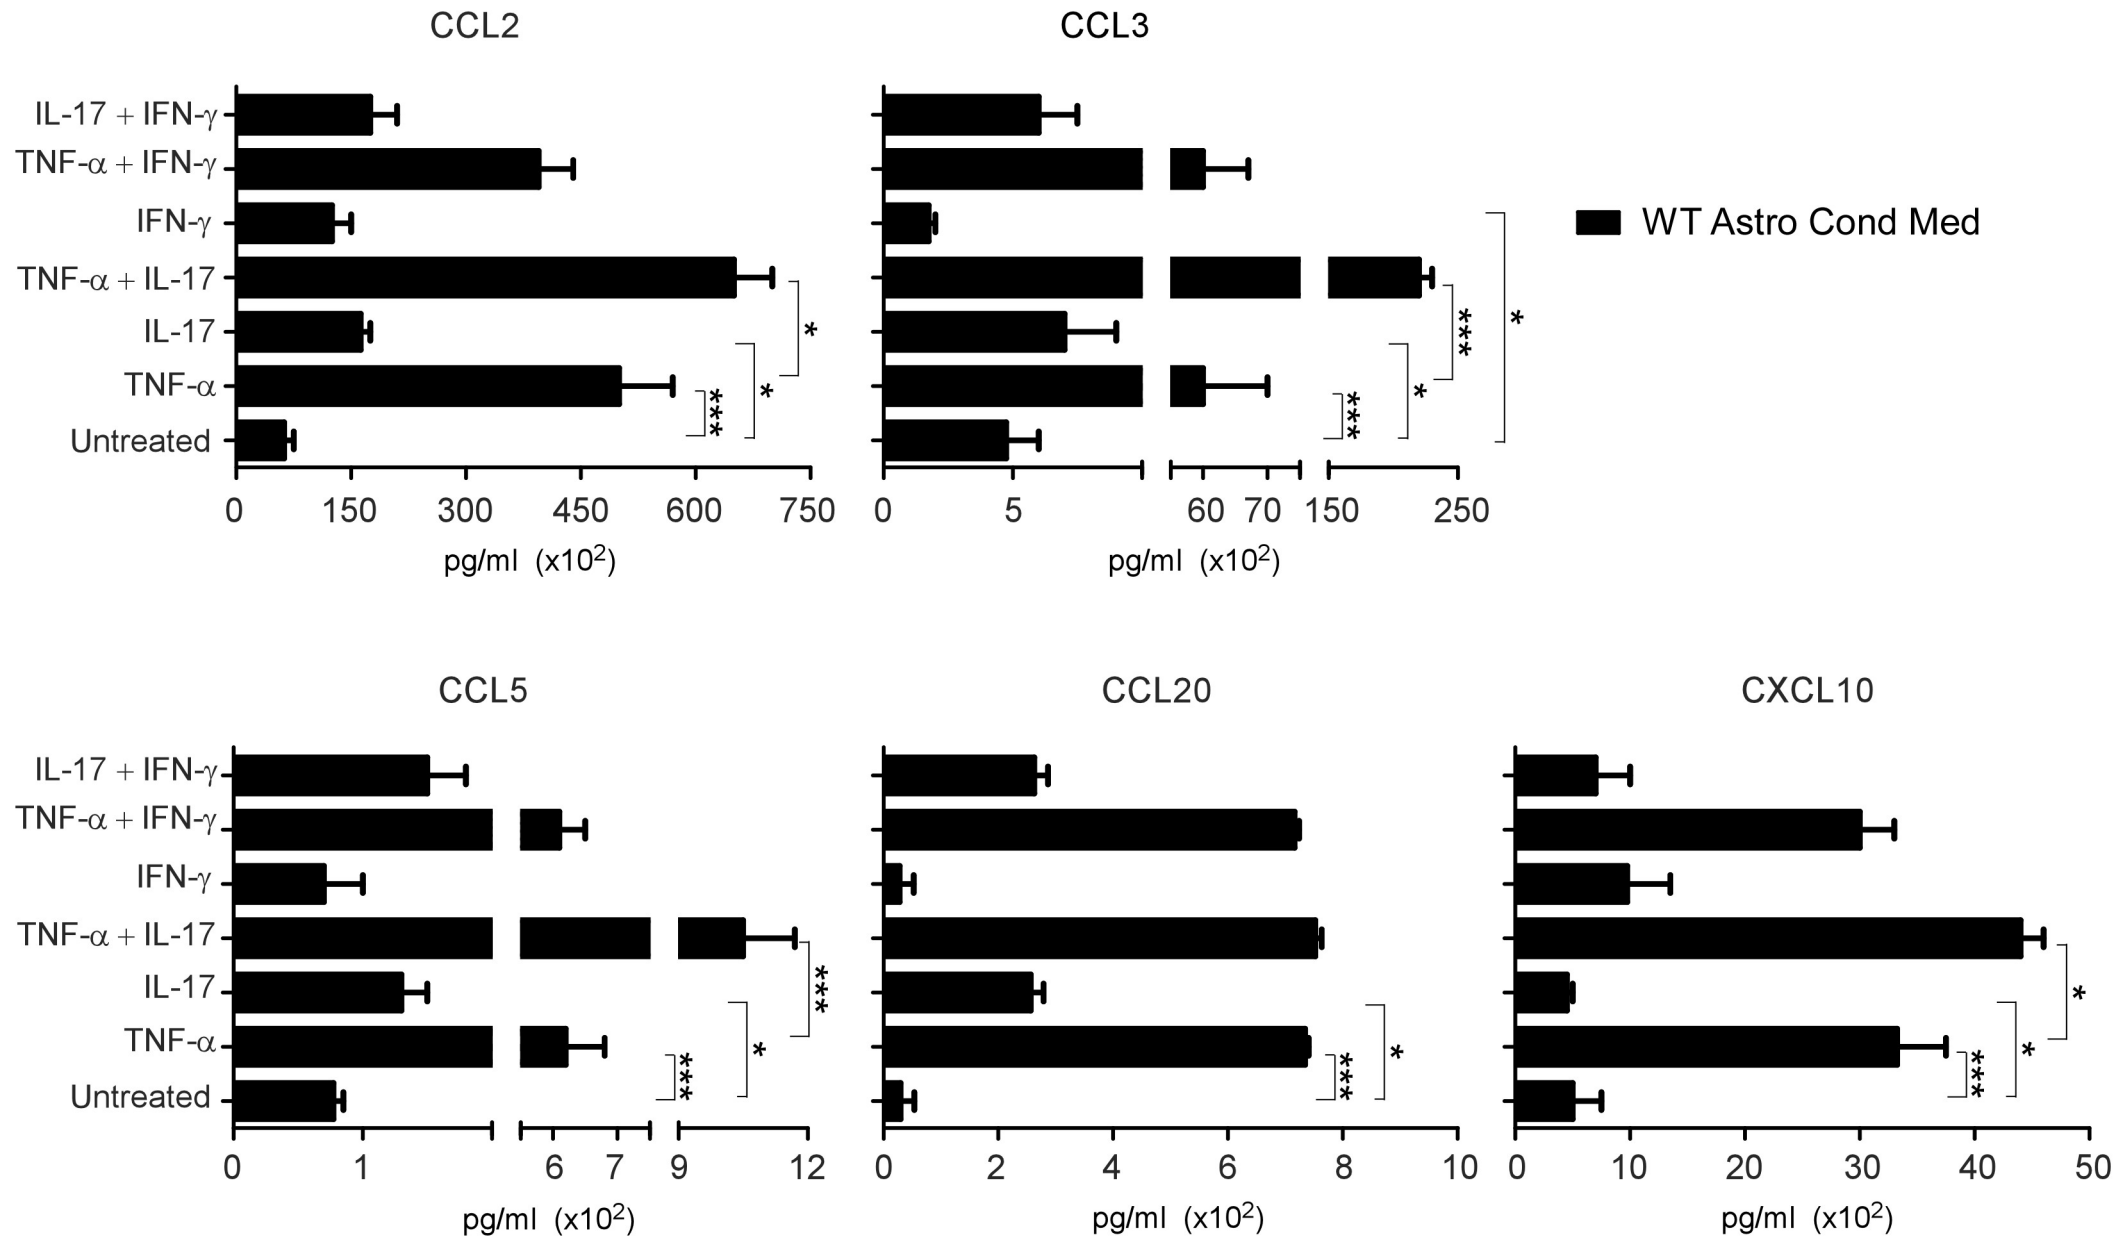 CCL2
IL-17 + IFN-γ
TNF-α + IFN-γ
IFN-γ
TNF-α + IL-17
IL-17
TNF-α
Untreated
*
*
***
0 150 300 450 600 750
pg/ml (x10²)
CCL3
*
***
*
***
0 5 60 70 150 250
pg/ml (x10²)
WT Astro Cond Med
CCL5
IL-17 + IFN-γ
TNF-α + IFN-γ
IFN-γ
TNF-α + IL-17
IL-17
TNF-α
Untreated
***
*
***
0 1 6 7 9 12
pg/ml (x10²)
CCL20
*
***
0 2 4 6 8 10
pg/ml (x10²)
CXCL10
*
*
***
0 10 20 30 40 50
pg/ml (x10²)